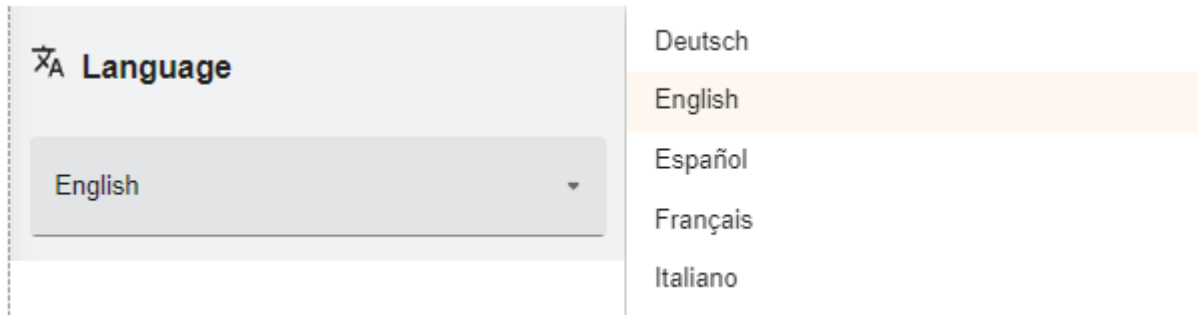 Language
English
Deutsch
English
Español
Français
Italiano